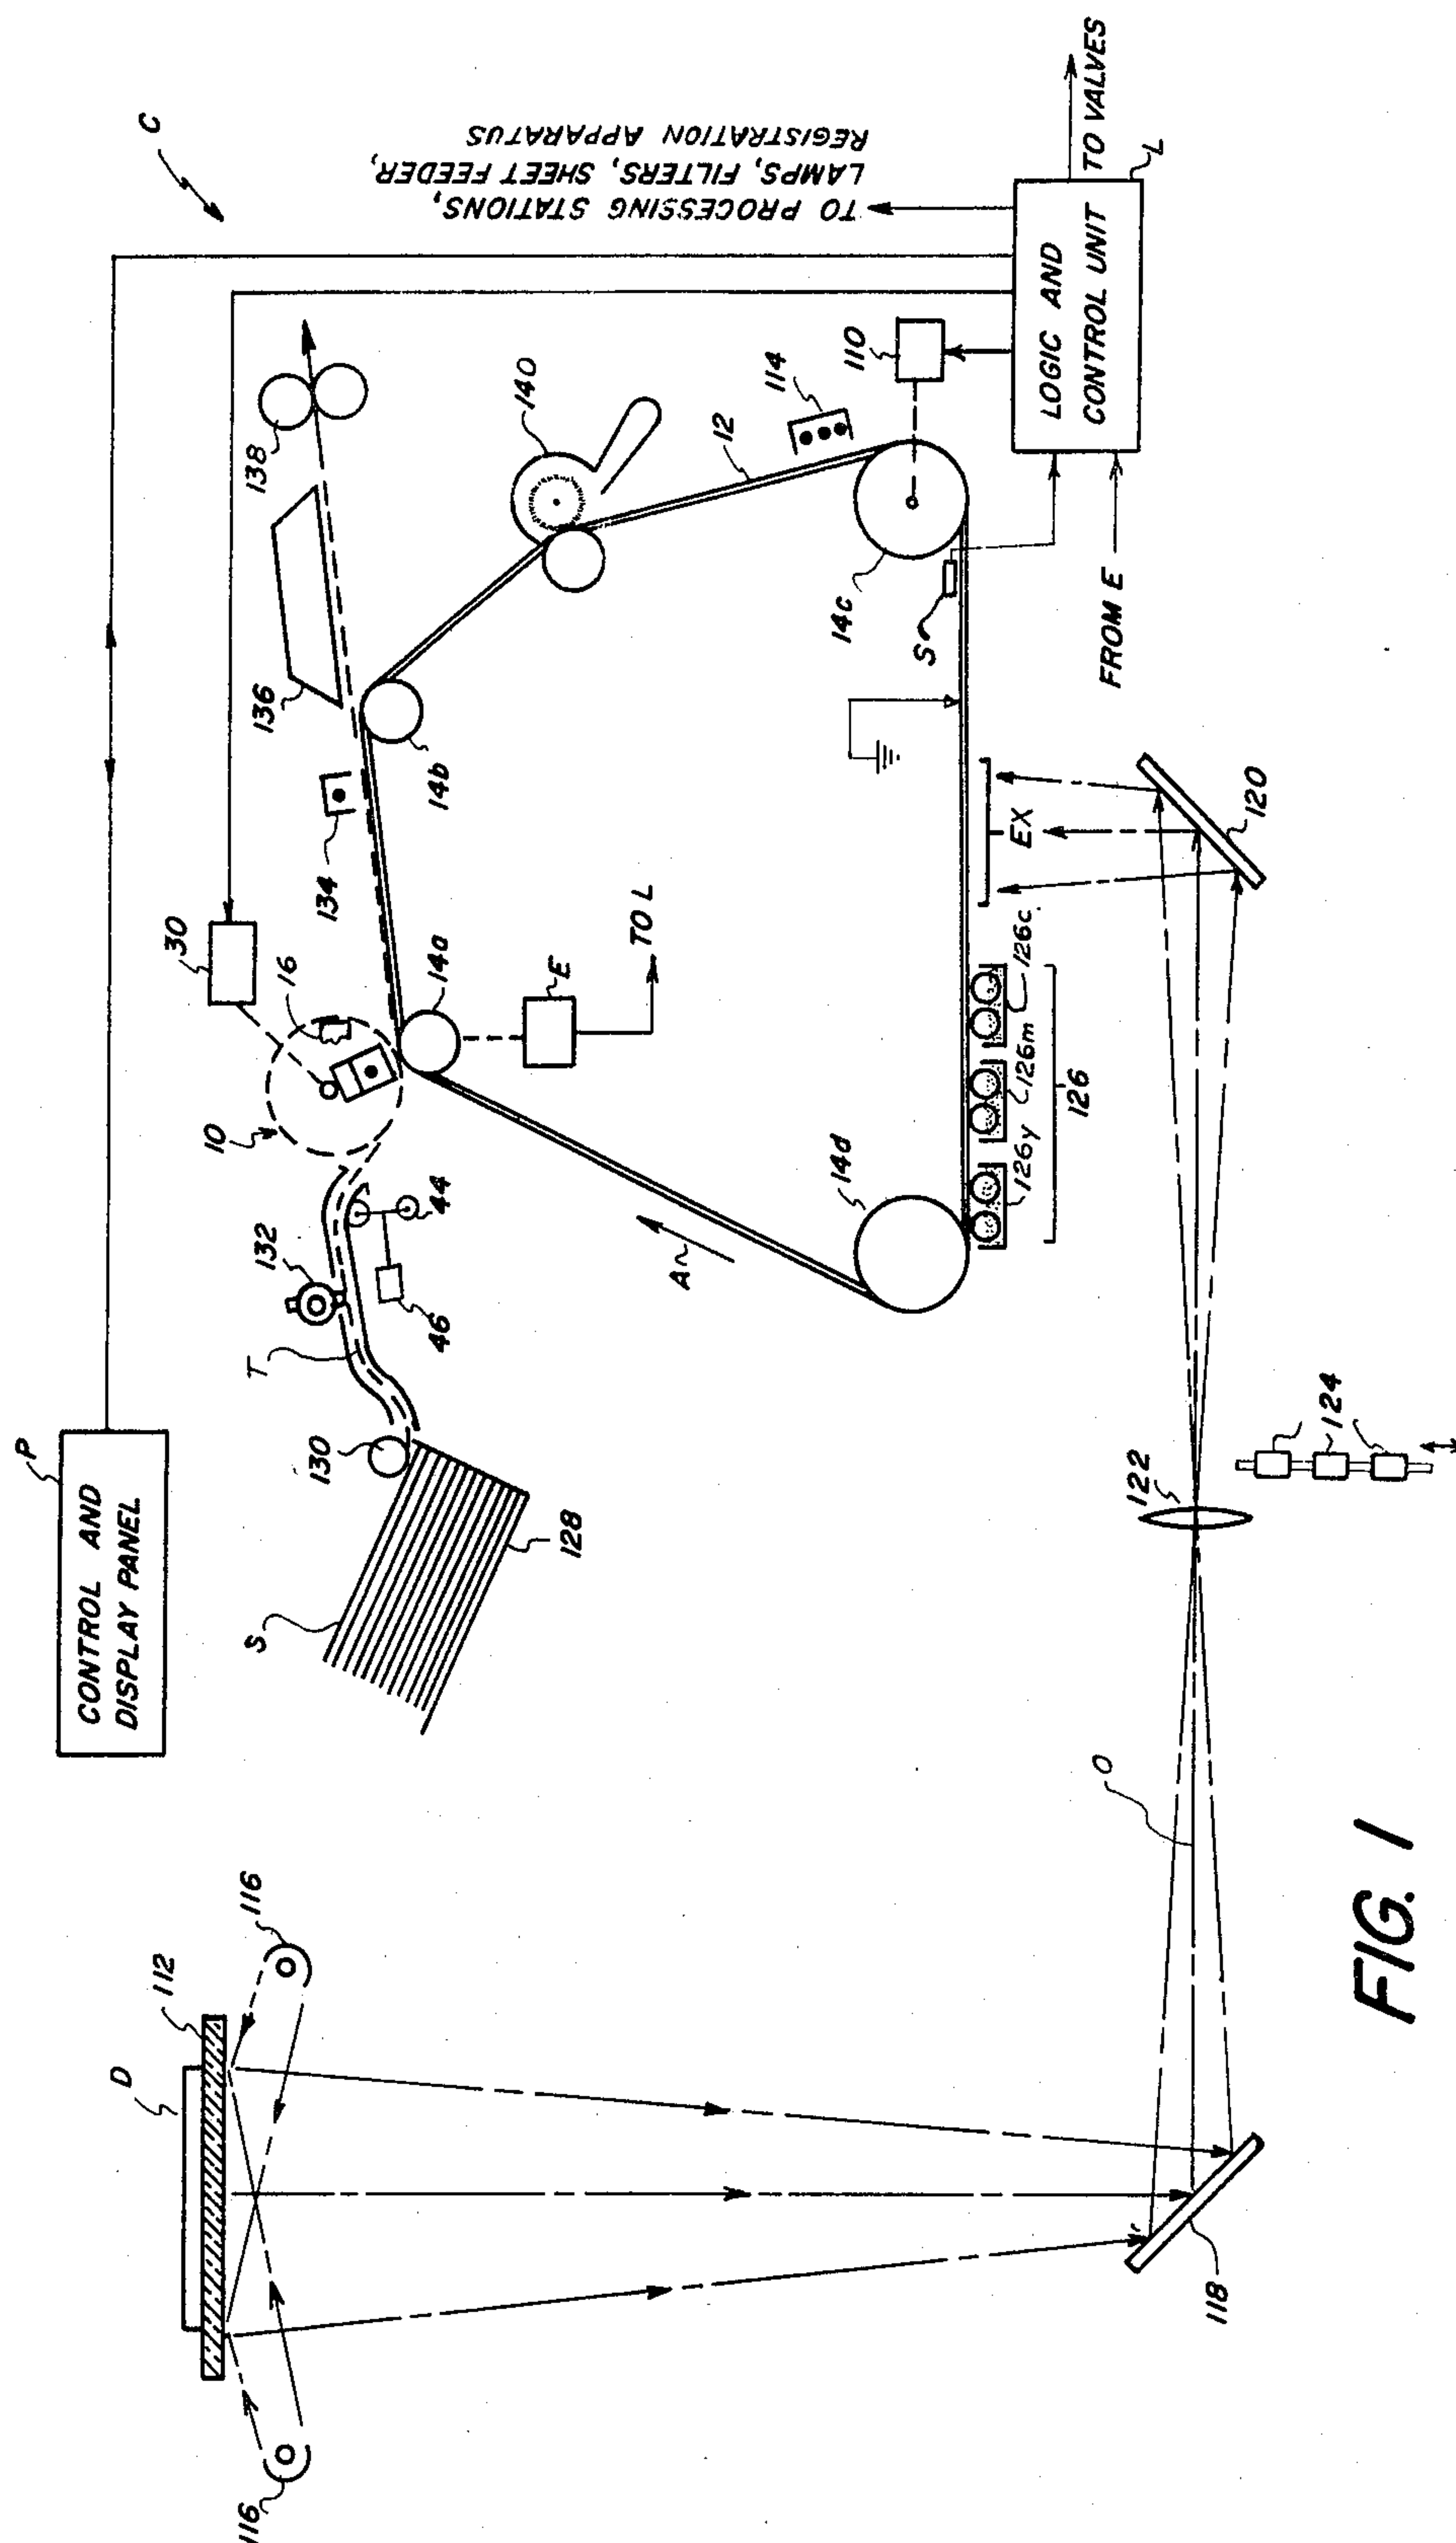 C
P
CONTROL AND
DISPLAY PANEL
TO PROCESSING STATIONS,
LAMPS, FILTERS, SHEET FEEDER,
REGISTRATION APPARATUS
30
16
10
132
T
130
S
128
46
44
134
136
138
14a
14b
E
TO L
140
12
114
110
14c
S
A
14d
LOGIC AND
CONTROL UNIT
L
TO VALVES
FROM E
EX
126y
126m
126c
126
120
122
124
O
D
112
116
116
118
FIG. 1